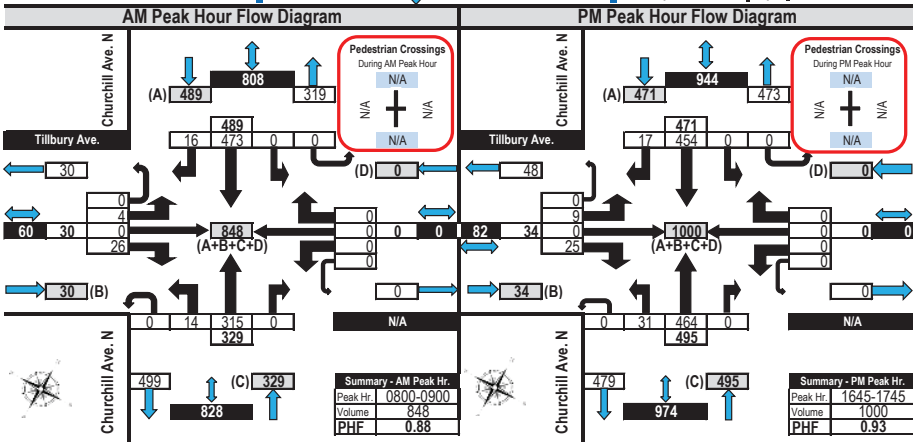 AM Peak Hour Flow Diagram
Churchill Ave. N
808
(A) 489 319
Pedestrian Crossings
During AM Peak Hour
N/A
N/A N/A
N/A
489
16 473 0 0
Tillbury Ave.
30
(D) 0
0
4
60 30 0
26
848
(A+B+C+D)
0
0 0 0
0
0
30 (B)
0
0 14 315 0
329
N/A
Churchill Ave. N
499
(C) 329
828
Summary - AM Peak Hr.
Peak Hr. 0800-0900
Volume 848
PHF 0.88
PM Peak Hour Flow Diagram
Churchill Ave. N
944
(A) 471 473
Pedestrian Crossings
During PM Peak Hour
N/A
N/A N/A
N/A
471
17 454 0 0
Tillbury Ave.
48
(D) 0
0
9
82 34 0
25
1000
(A+B+C+D)
0
0 0 0
0
0
34 (B)
0
0 31 464 0
495
N/A
Churchill Ave. N
479
(C) 495
974
Summary - PM Peak Hr.
Peak Hr. 1645-1745
Volume 1000
PHF 0.93